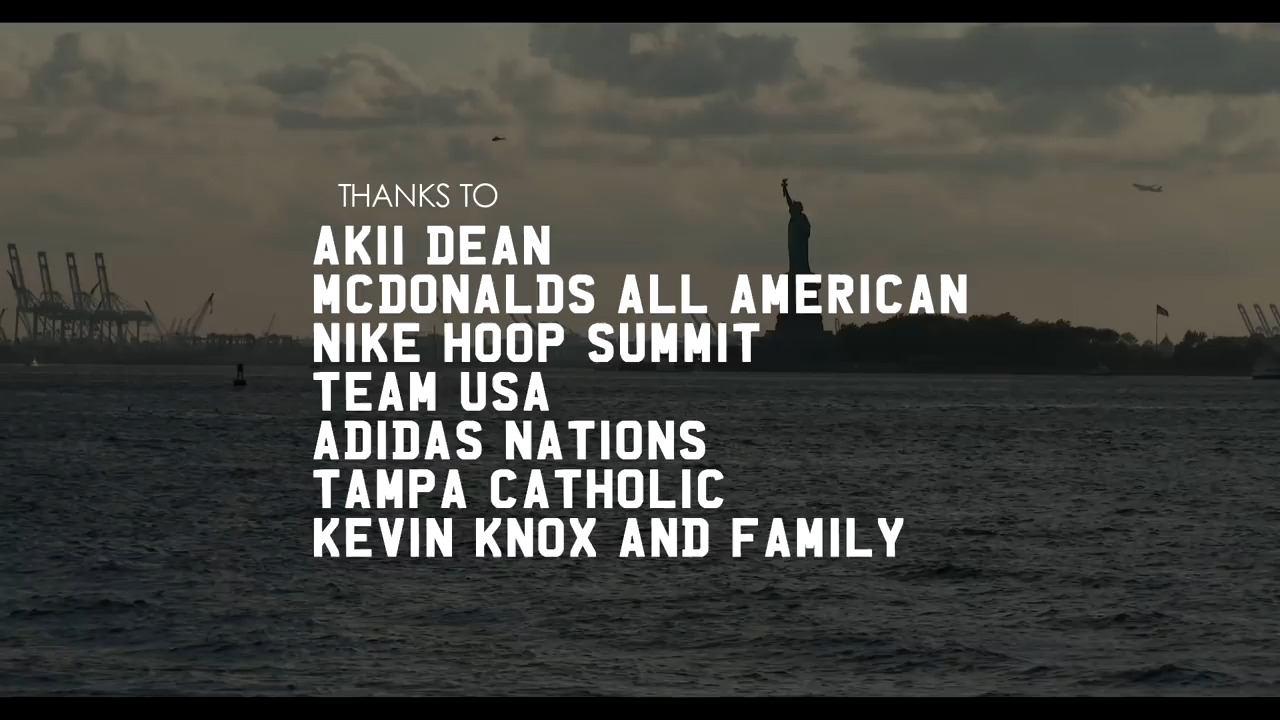 THANKS TO
AKII DEAN
MCDONALDS ALL AMERICAN
NIKE HOOP SUMMIT
TEAM USA
ADIDAS NATIONS
TAMPA CATHOLIC
KEVIN KNOX AND FAMILY